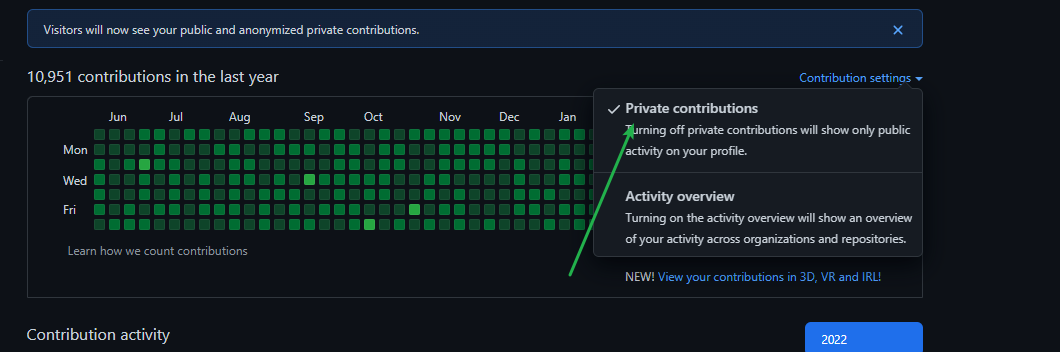 Visitors will now see your public and anonymized private contributions.
10,951 contributions in the last year
Contribution settings
Jun Jul Aug Sep Oct Nov Dec Jan
Mon
Wed
Fri
Learn how we count contributions
Private contributions
Turning off private contributions will show only public
activity on your profile.
Activity overview
Turning on the activity overview will show an overview
of your activity across organizations and repositories.
NEW! View your contributions in 3D, VR and IRL!
Contribution activity
2022